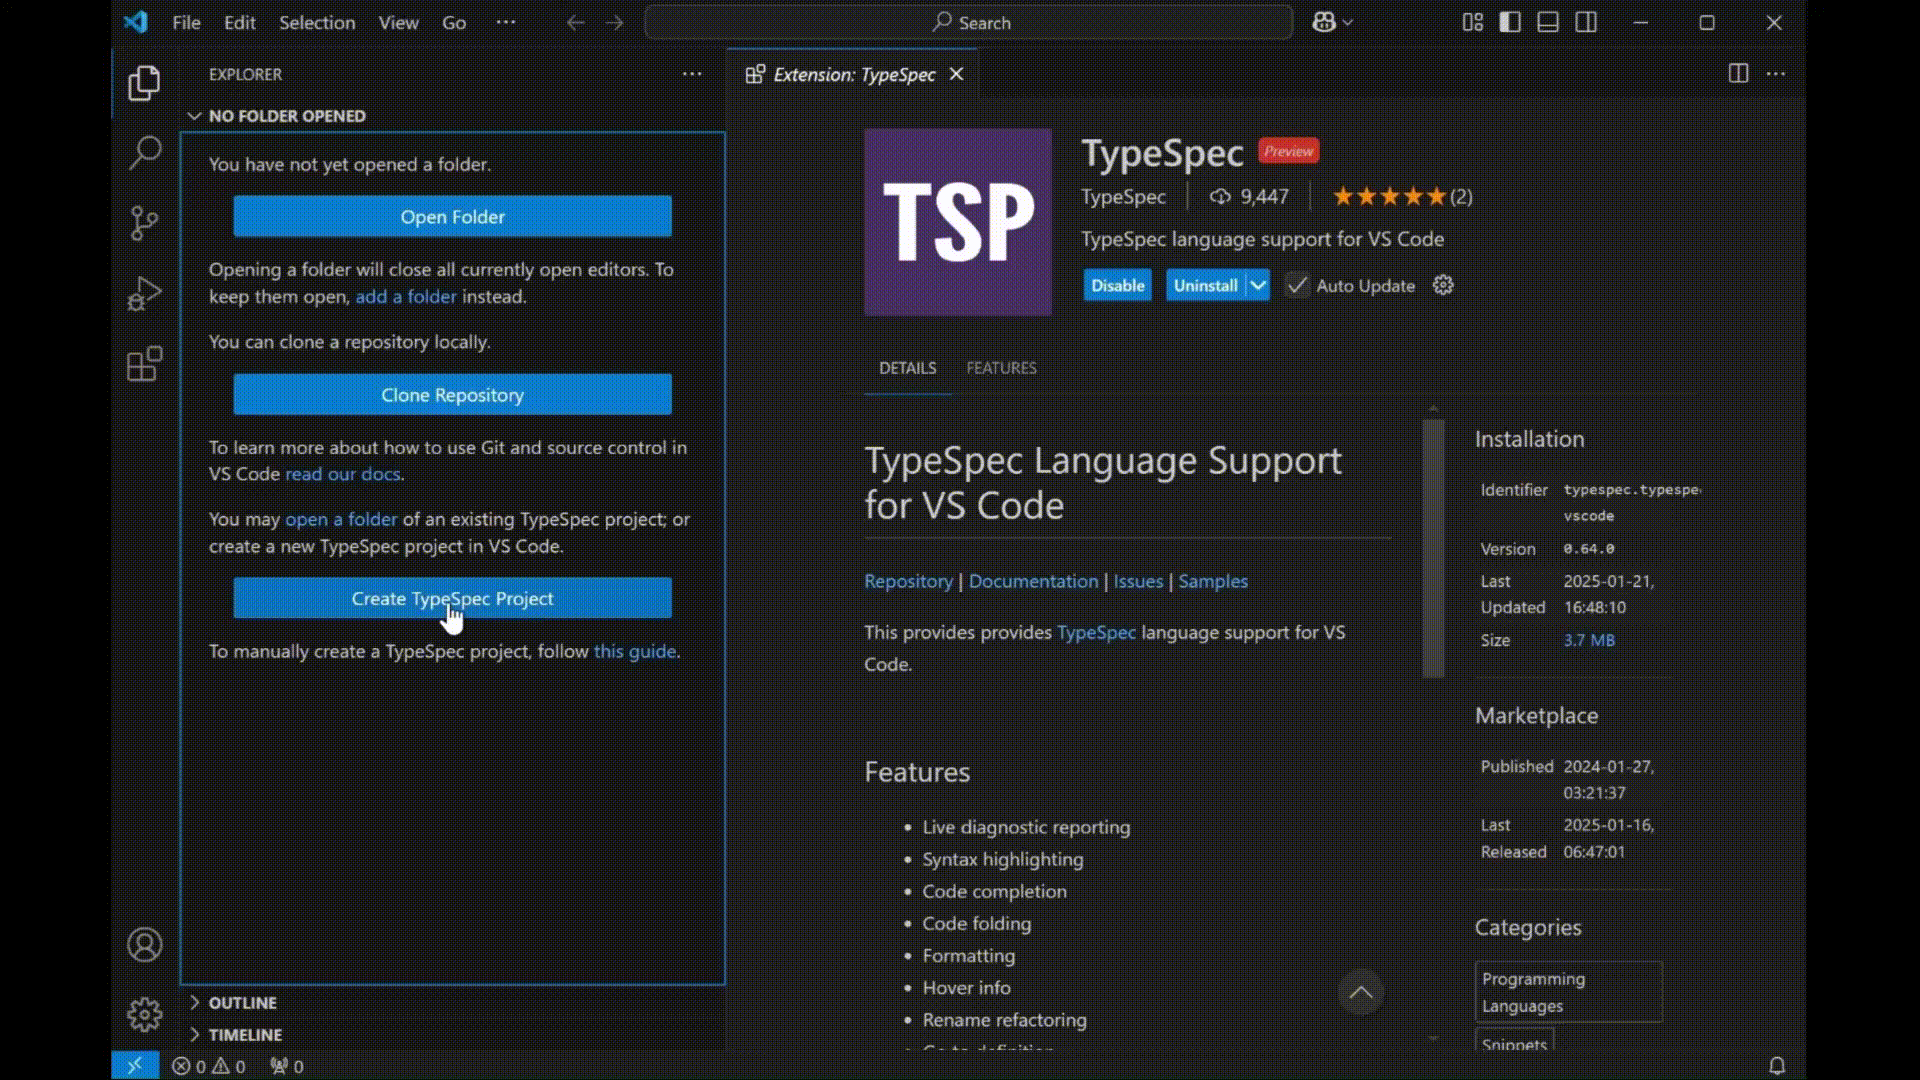 File Edit Selection View Go ...
Search
EXPLORER
NO FOLDER OPENED
You have not yet opened a folder.
Open Folder
Opening a folder will close all currently open editors. To
keep them open, add a folder instead.
You can clone a repository locally.
Clone Repository
To learn more about how to use Git and source control in
VS Code read our docs.
You may open a folder of an existing TypeSpec project; or
create a new TypeSpec project in VS Code.
Create TypeSpec Project
To manually create a TypeSpec project, follow this guide.
OUTLINE
TIMELINE
0 0 0
Extension: TypeSpec
TSP
TypeSpec Preview
TypeSpec 9,447 (2)
TypeSpec language support for VS Code
Disable Uninstall Auto Update
DETAILS FEATURES
TypeSpec Language Support
for VS Code
Repository | Documentation | Issues | Samples
This provides provides TypeSpec language support for VS
Code.
Features
• Live diagnostic reporting
• Syntax highlighting
• Code completion
• Code folding
• Formatting
• Hover info
• Rename refactoring
Installation
Identifier typespec.typespe
vscode
Version 0.64.0
Last 2025-01-21,
Updated 16:48:10
Size 3.7 MB
Marketplace
Published 2024-01-27,
03:21:37
Last 2025-01-16,
Released 06:47:01
Categories
Programming
Languages
Snippets